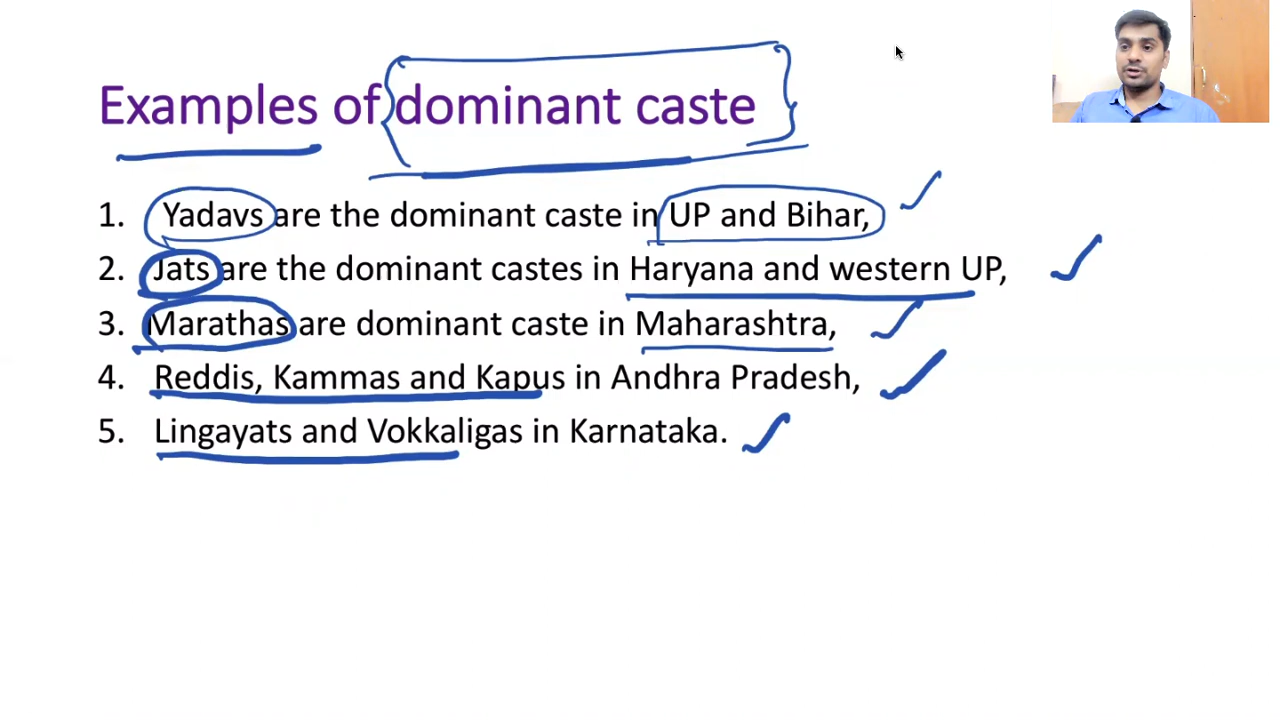 Examples of dominant caste
1. Yadavs are the dominant caste in UP and Bihar,
2. Jats are the dominant castes in Haryana and western UP,
3. Marathas are dominant caste in Maharashtra,
4. Reddis, Kammas and Kapus in Andhra Pradesh,
5. Lingayats and Vokkaligas in Karnataka.